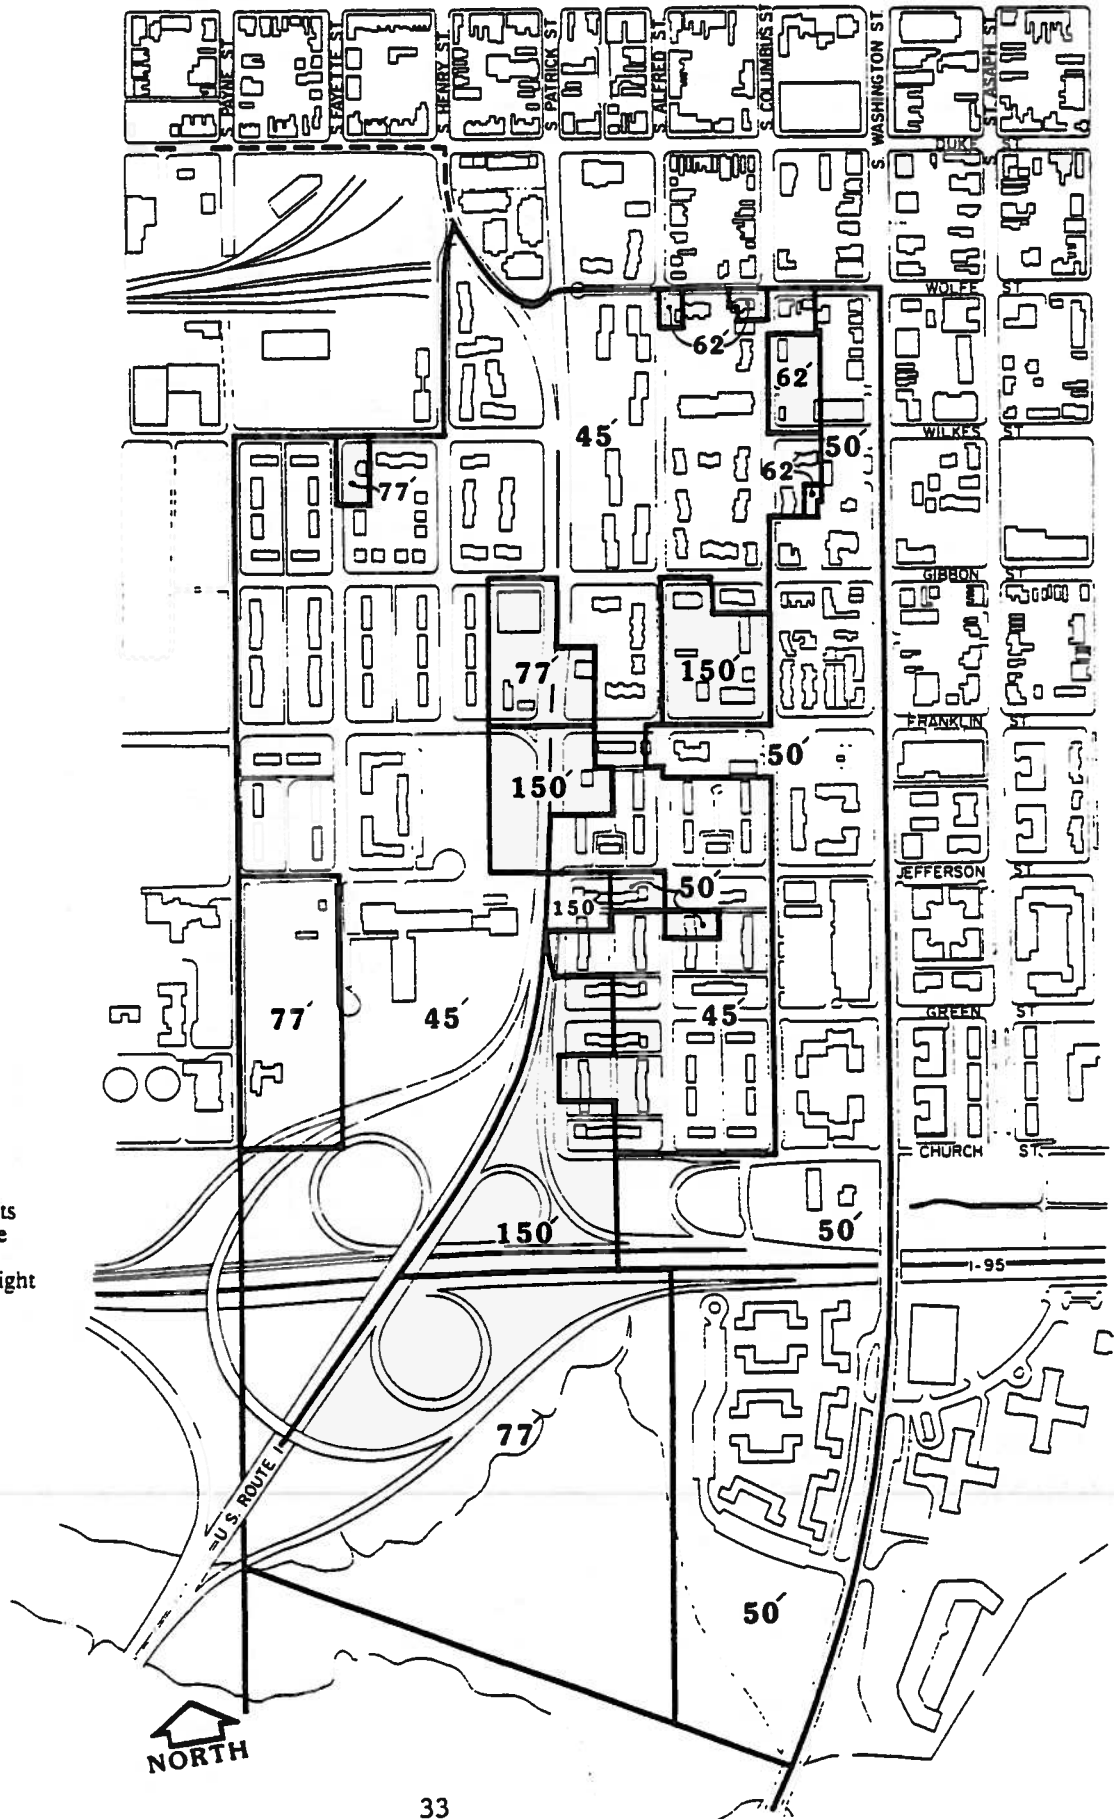 S. PAYNE ST.
S. FAYETTE ST.
S. HENRY ST.
S. PATRICK ST
S. ALFRED ST.
S. COLUMBUS ST
S. WASHINGTON ST.
S. ST. ASAPH ST.
DUKE ST
WOLFE ST
62′
62′
45′
WILKES ST
50′
62′
77′
GIBBON ST
77′
150′
FRANKLIN ST
50′
150′
JEFFERSON ST
50′
150′
77′
45′
45′
GREEN ST
CHURCH ST.
ts
e
150′
50′
I-95
ight
77′
U.S. ROUTE 1
50′
NORTH
33